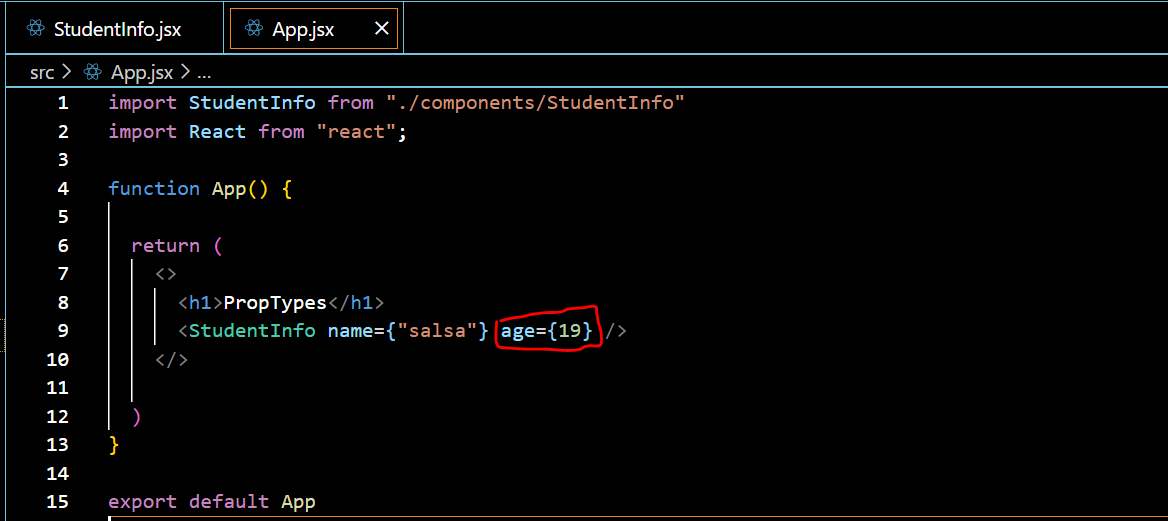 StudentInfo.jsx App.jsx ×
src > App.jsx > ...
1 import StudentInfo from "./components/StudentInfo"
2 import React from "react";
3
4 function App() {
5
6 return (
7 <>
8 <h1>PropTypes</h1>
9 <StudentInfo name={"salsa"} age={19} />
10 </>
11
12 )
13 }
14
15 export default App